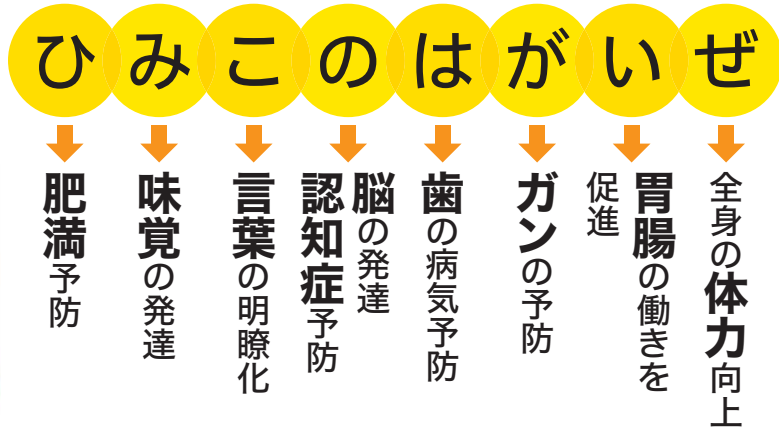 ひみこのはがいぜ
肥満予防
味覚の発達
言葉の明瞭化
脳の発達
認知症予防
歯の病気予防
ガンの予防
胃腸の働きを
促進
全身の体力向上